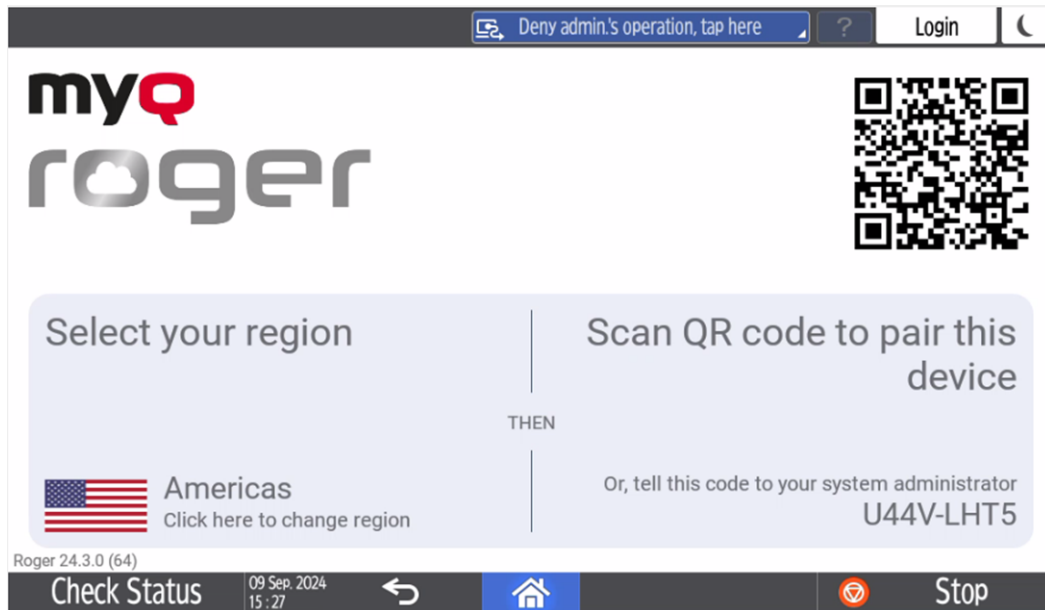 Deny admin.'s operation, tap here
?
Login
myQ
roger
Select your region
Scan QR code to pair this
device
THEN
Americas
Click here to change region
Or, tell this code to your system administrator
U44V-LHT5
Roger 24.3.0 (64)
Check Status
09 Sep. 2024
15 : 27
Stop